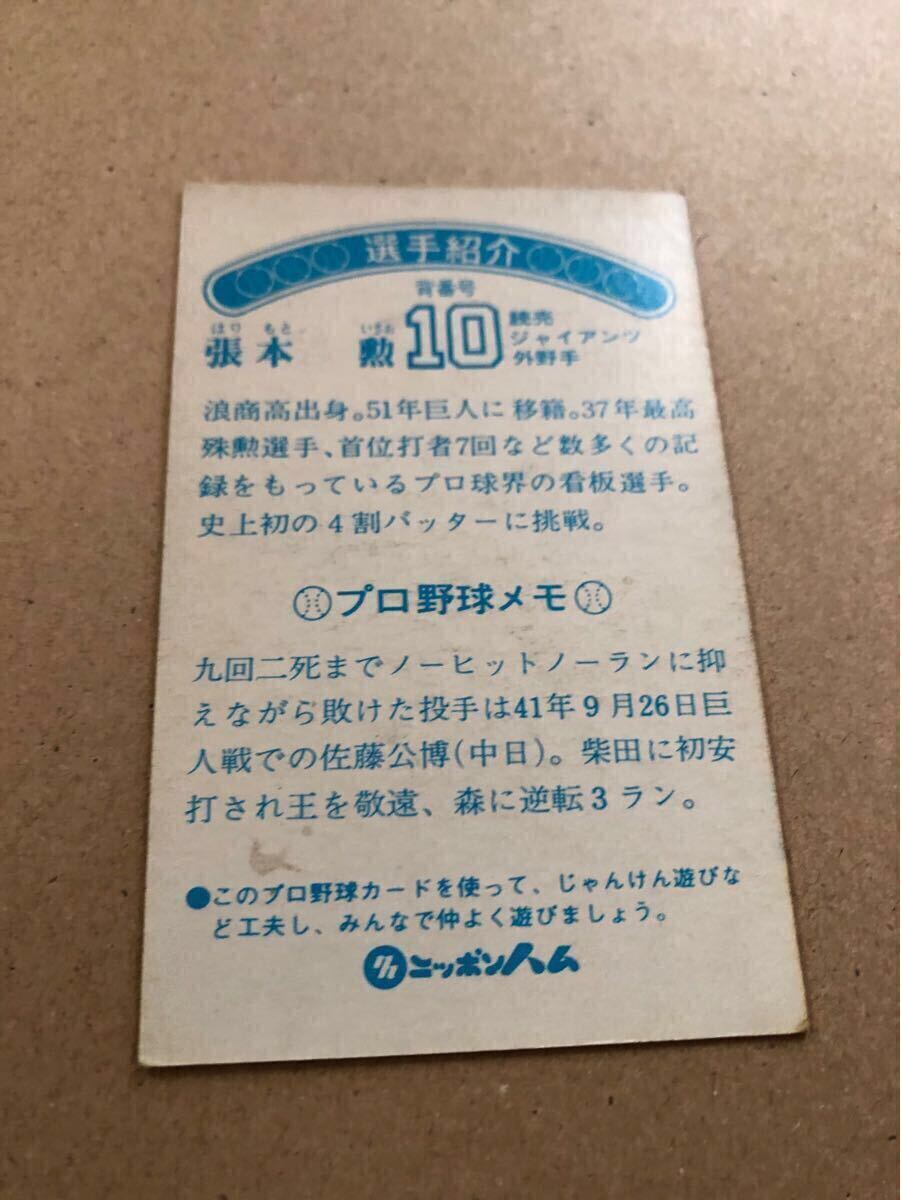 選手紹介
背番号
はり もと いさお
張本 勲 10 読売
ジャイアンツ
外野手
浪商高出身。51年巨人に移籍。37年最高
殊勲選手、首位打者7回など数多くの記
録をもっているプロ球界の看板選手。
史上初の4割バッターに挑戦。
プロ野球メモ
九回二死までノーヒットノーランに抑
えながら敗けた投手は41年9月26日巨
人戦での佐藤公博(中日)。柴田に初安
打され王を敬遠、森に逆転3ラン。
●このプロ野球カードを使って、じゃんけん遊びな
ど工夫し、みんなで仲よく遊びましょう。
ニッポンハム